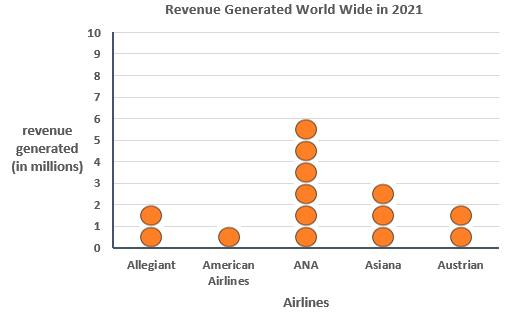 Revenue Generated World Wide in 2021
10
9
8
7
6
5
4
3
2
1
0
revenue
generated
(in millions)
Allegiant
American
Airlines
ANA
Asiana
Austrian
Airlines